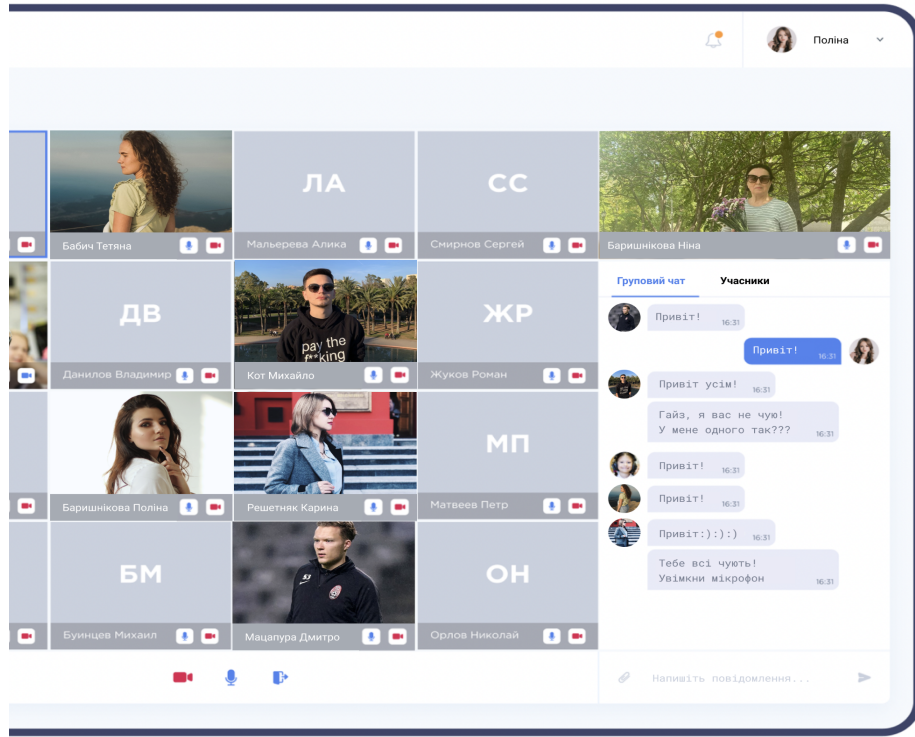 Поліна
ЛА
СС
Бабич Тетяна
Мальерева Алика
Смирнов Сергей
Баришнікова Ніна
Груповий чат
Учасники
ДВ
pay the
f**king
ЖР
Данилов Владимир
Кот Михайло
Жуков Роман
Привіт!
16:31
Привіт!
16:31
Привіт усім!
16:31
Гайз, я вас не чую!
У мене одного так???
16:31
МП
Баришнікова Поліна
Решетняк Карина
Матвеев Петр
Привіт!
16:31
Привіт!
16:31
Привіт:):):)
16:31
Тебе всі чують!
Увімкни мікрофон
16:31
БМ
53
ОН
Буинцев Михаил
Мацапура Дмитро
Орлов Николай
Напишіть повідомлення...